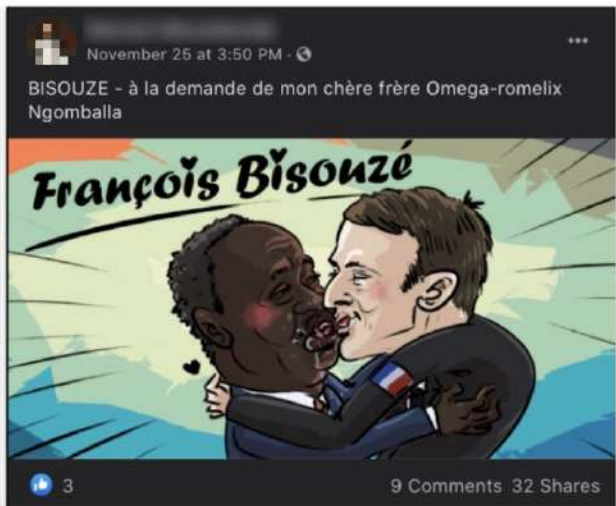 November 25 at 3:50 PM ·
BISOUZE - à la demande de mon chère frère Omega-romelix
Ngomballa
François Bisouzé
3
9 Comments 32 Shares